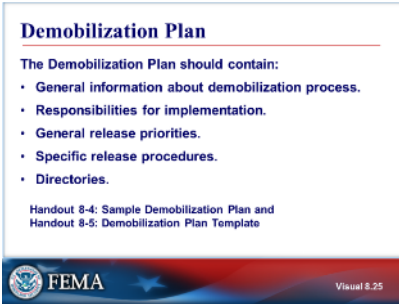 Demobilization Plan
The Demobilization Plan should contain:
• General information about demobilization process.
• Responsibilities for implementation.
• General release priorities.
• Specific release procedures.
• Directories.
Handout 8-4: Sample Demobilization Plan and
Handout 8-5: Demobilization Plan Template
FEMA
Visual 8.25